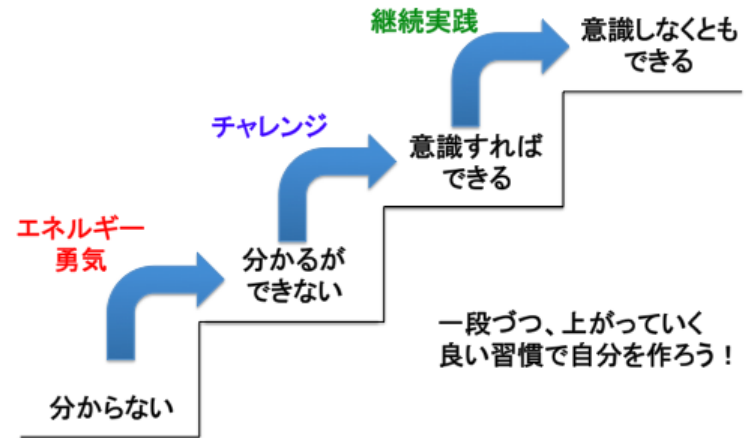 継続実践
意識しなくとも
できる
チャレンジ
意識すれば
できる
エネルギー
勇気
分かるが
できない
一段づつ、上がっていく
良い習慣で自分を作ろう！
分からない